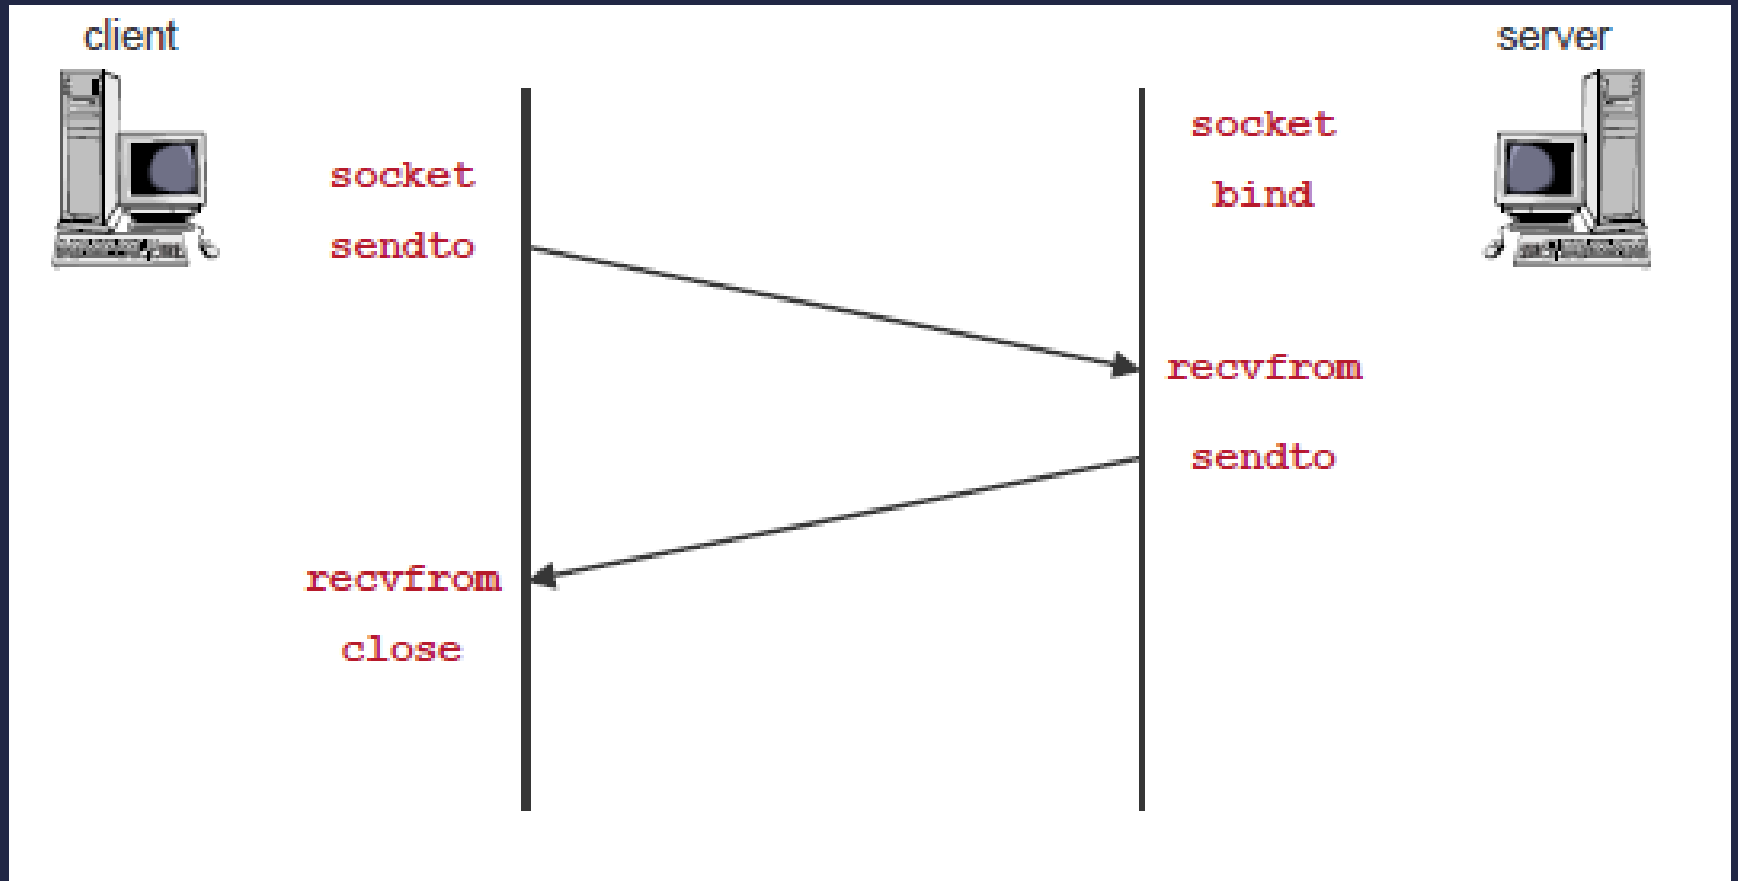 client
server
socket
bind
socket
sendto
recvfrom
sendto
recvfrom
close